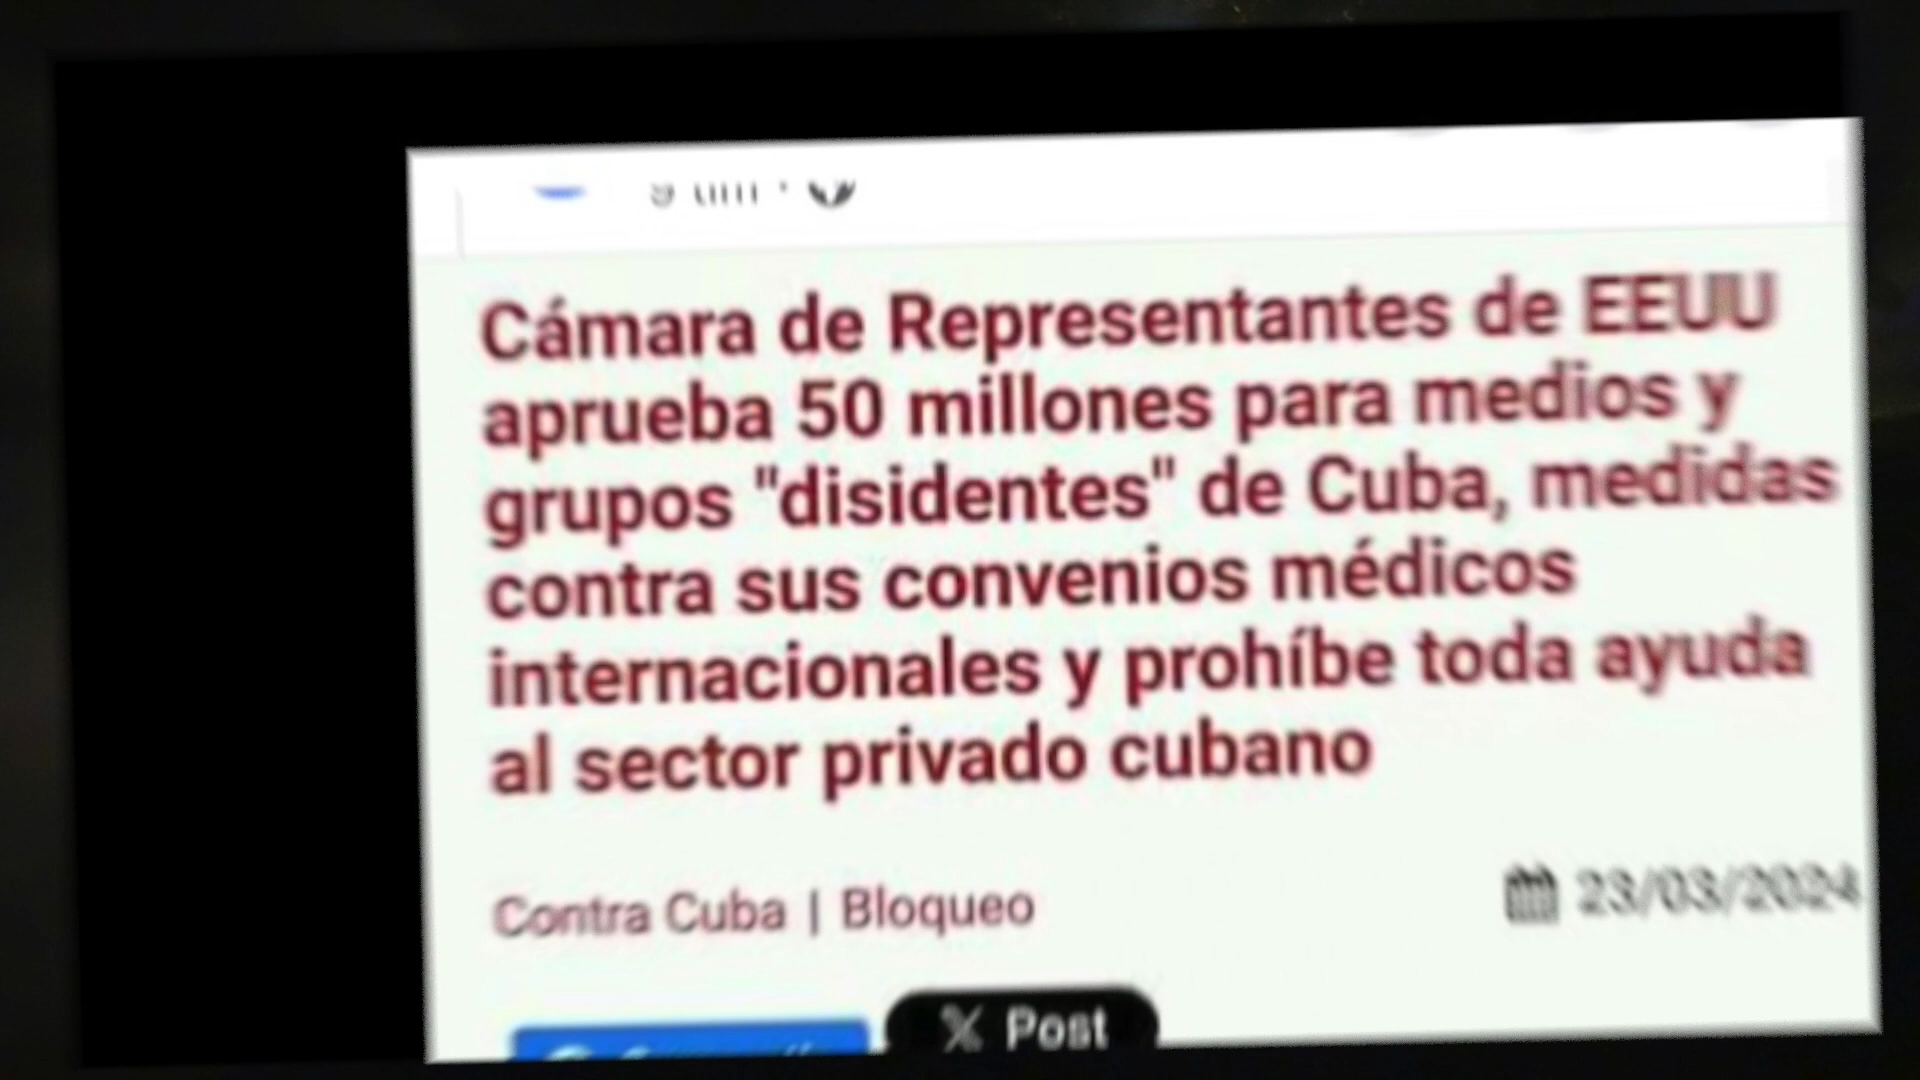 Cámara de Representantes de EEUU
aprueba 50 millones para medios y
grupos "disidentes" de Cuba, medidas
contra sus convenios médicos
internacionales y prohíbe toda ayuda
al sector privado cubano
Contra Cuba | Bloqueo
23/03/2024
X Post